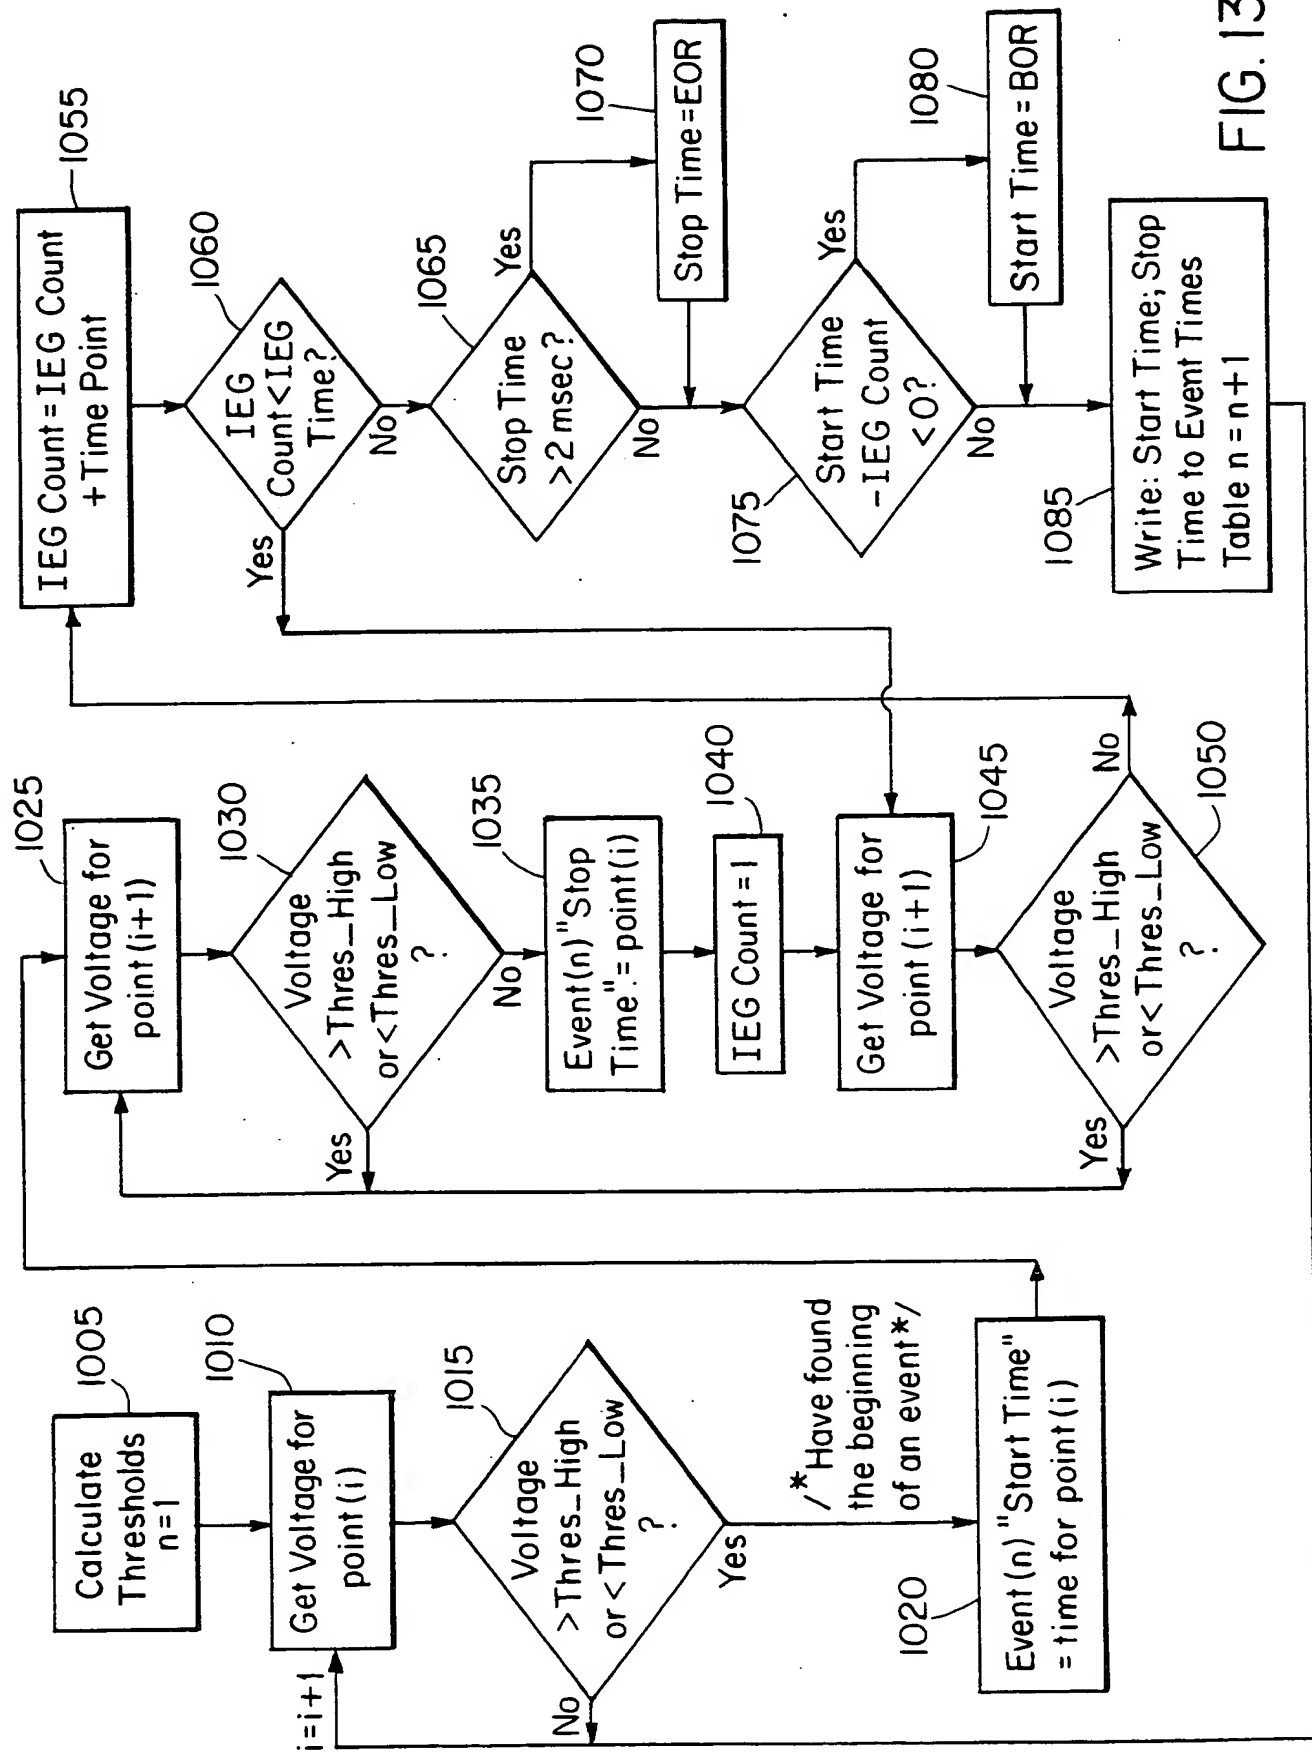 1005
Calculate
Thresholds
n=1
1010
i=i+1
Get Voltage for
point(i)
1015
Voltage
>Thres_High
or<Thres_Low
?
No
Yes
/*Have found
the beginning
of an event*/
1020
Event(n)"Start Time"
=time for point(i)
1025
Get Voltage for
point(i+1)
1030
Voltage
>Thres_High
or<Thres_Low
?
Yes
No
1035
Event(n)"Stop
Time".=point(i)
1040
IEG Count=1
Get Voltage for
point(i+1)
1045
Voltage
>Thres_High
or<Thres_Low
?
Yes
No
1050
1055
IEG Count=IEG Count
+Time Point
1060
IEG
Count<IEG
Time?
Yes
No
1065
Stop Time
>2msec?
Yes
No
1070
Stop Time=EOR
1075
Start Time
-IEG Count
<0?
Yes
No
1080
Start Time=BOR
1085
Write: Start Time; Stop
Time to Event Times
Table n=n+1
FIG. 13